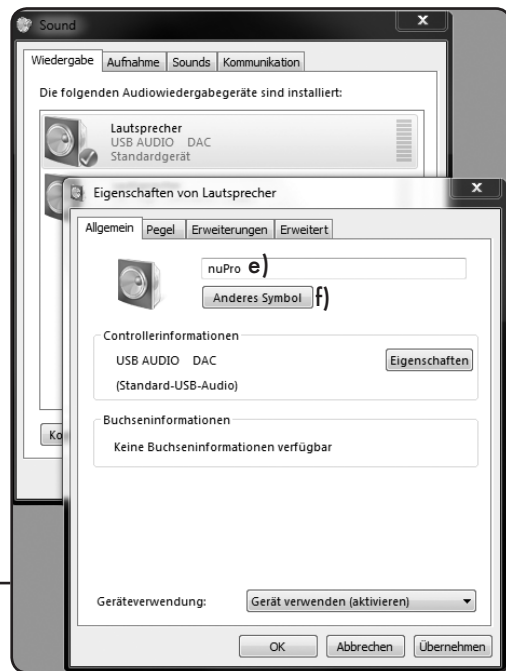 Sound
x
Wiedergabe Aufnahme Sounds Kommunikation
Die folgenden Audiowiedergabegeräte sind installiert:
Lautsprecher
USB AUDIO DAC
Standardgerät
Eigenschaften von Lautsprecher
x
Allgemein Pegel Erweiterungen Erweitert
nuPro e)
Anderes Symbol f)
Controllerinformationen
USB AUDIO DAC
Eigenschaften
(Standard-USB-Audio)
Buchseninformationen
Keine Buchseninformationen verfügbar
Ko
Geräteverwendung: Gerät verwenden (aktivieren)
OK Abbrechen Übernehmen